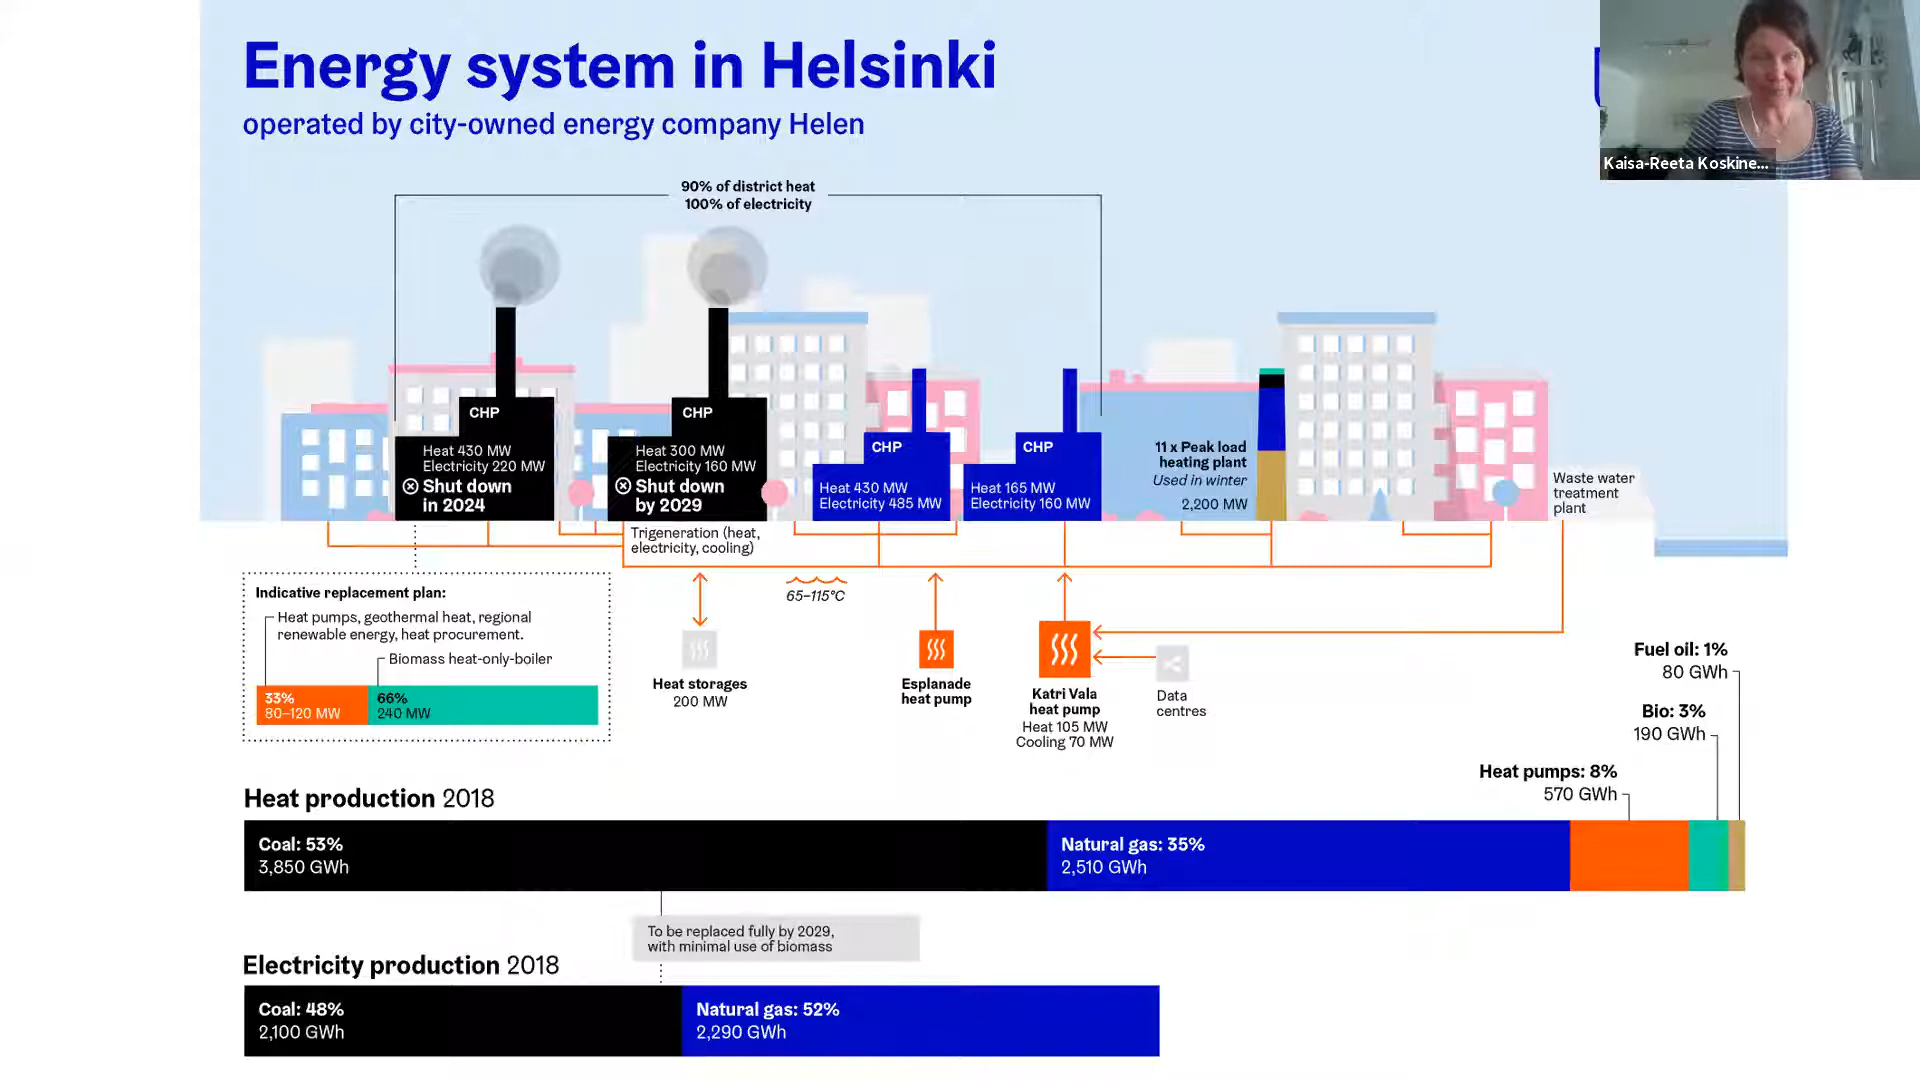 Energy system in Helsinki
operated by city-owned energy company Helen
Kaisa-Reeta Koskine...
90% of district heat
100% of electricity
CHP
Heat 430 MW
Electricity 220 MW
Shut down
in 2024
CHP
Heat 300 MW
Electricity 160 MW
Shut down
by 2029
CHP
Heat 430 MW
Electricity 485 MW
CHP
Heat 165 MW
Electricity 160 MW
11 x Peak load
heating plant
Used in winter
2,200 MW
Waste water
treatment
plant
Trigeneration (heat,
electricity, cooling)
65–115°C
Indicative replacement plan:
Heat pumps, geothermal heat, regional
renewable energy, heat procurement.
Biomass heat-only-boiler
33%
80–120 MW
66%
240 MW
Heat storages
200 MW
Esplanade
heat pump
Katri Vala
heat pump
Heat 105 MW
Cooling 70 MW
Data
centres
Fuel oil: 1%
80 GWh
Bio: 3%
190 GWh
Heat pumps: 8%
570 GWh
Heat production 2018
Coal: 53%
3,850 GWh
Natural gas: 35%
2,510 GWh
To be replaced fully by 2029,
with minimal use of biomass
Electricity production 2018
Coal: 48%
2,100 GWh
Natural gas: 52%
2,290 GWh